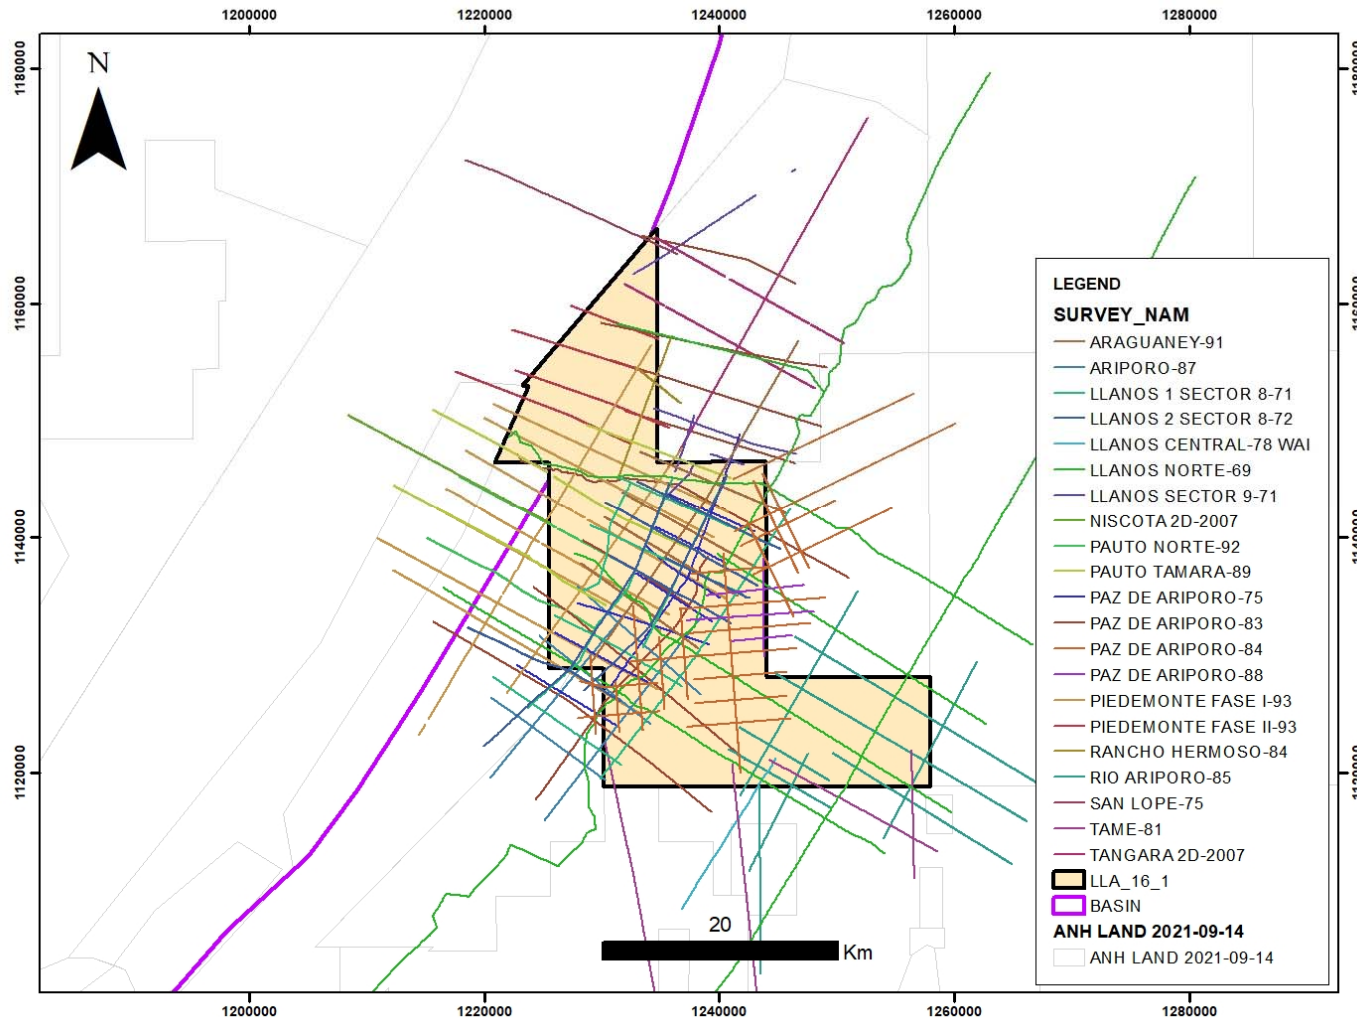 1200000 1220000 1240000 1260000 1280000
1180000 1180000
N
1160000 1160000
LEGEND
SURVEY_NAM
ARAGUANEY-91
ARIPORO-87
LLANOS 1 SECTOR 8-71
LLANOS 2 SECTOR 8-72
LLANOS CENTRAL-78 WAI
LLANOS NORTE-69
LLANOS SECTOR 9-71
NISCOTA 2D-2007
1140000 1140000
PAUTO NORTE-92
PAUTO TAMARA-89
PAZ DE ARIPORO-75
PAZ DE ARIPORO-83
PAZ DE ARIPORO-84
PAZ DE ARIPORO-88
PIEDEMONTE FASE I-93
PIEDEMONTE FASE II-93
RANCHO HERMOSO-84
1120000 1120000
RIO ARIPORO-85
SAN LOPE-75
TAME-81
TANGARA 2D-2007
LLA_16_1
BASIN
20
Km
ANH LAND 2021-09-14
ANH LAND 2021-09-14
1200000 1220000 1240000 1260000 1280000